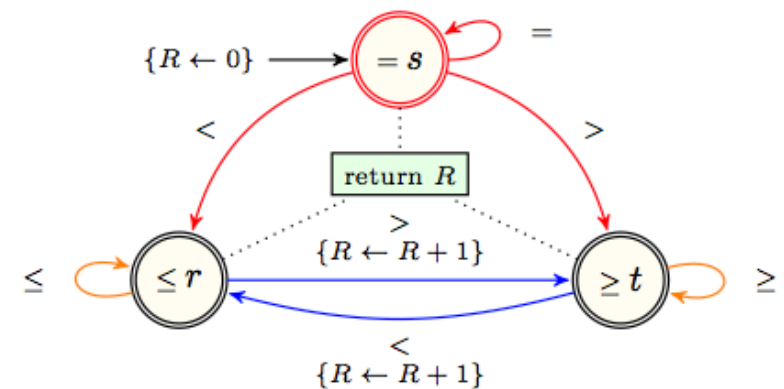 =
{R ← 0}
= s
<
>
return R
>
{R ← R + 1}
≤
≤ r
≥ t
≥
<
{R ← R + 1}